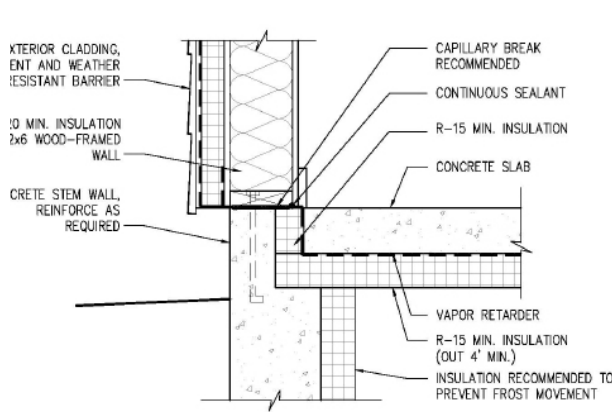 XTERIOR CLADDING,
ENT AND WEATHER
RESISTANT BARRIER
20 MIN. INSULATION
2x6 WOOD-FRAMED
WALL
CRETE STEM WALL,
REINFORCE AS
REQUIRED
CAPILLARY BREAK
RECOMMENDED
CONTINUOUS SEALANT
R-15 MIN. INSULATION
CONCRETE SLAB
VAPOR RETARDER
R-15 MIN. INSULATION
(OUT 4' MIN.)
INSULATION RECOMMENDED TO
PREVENT FROST MOVEMENT